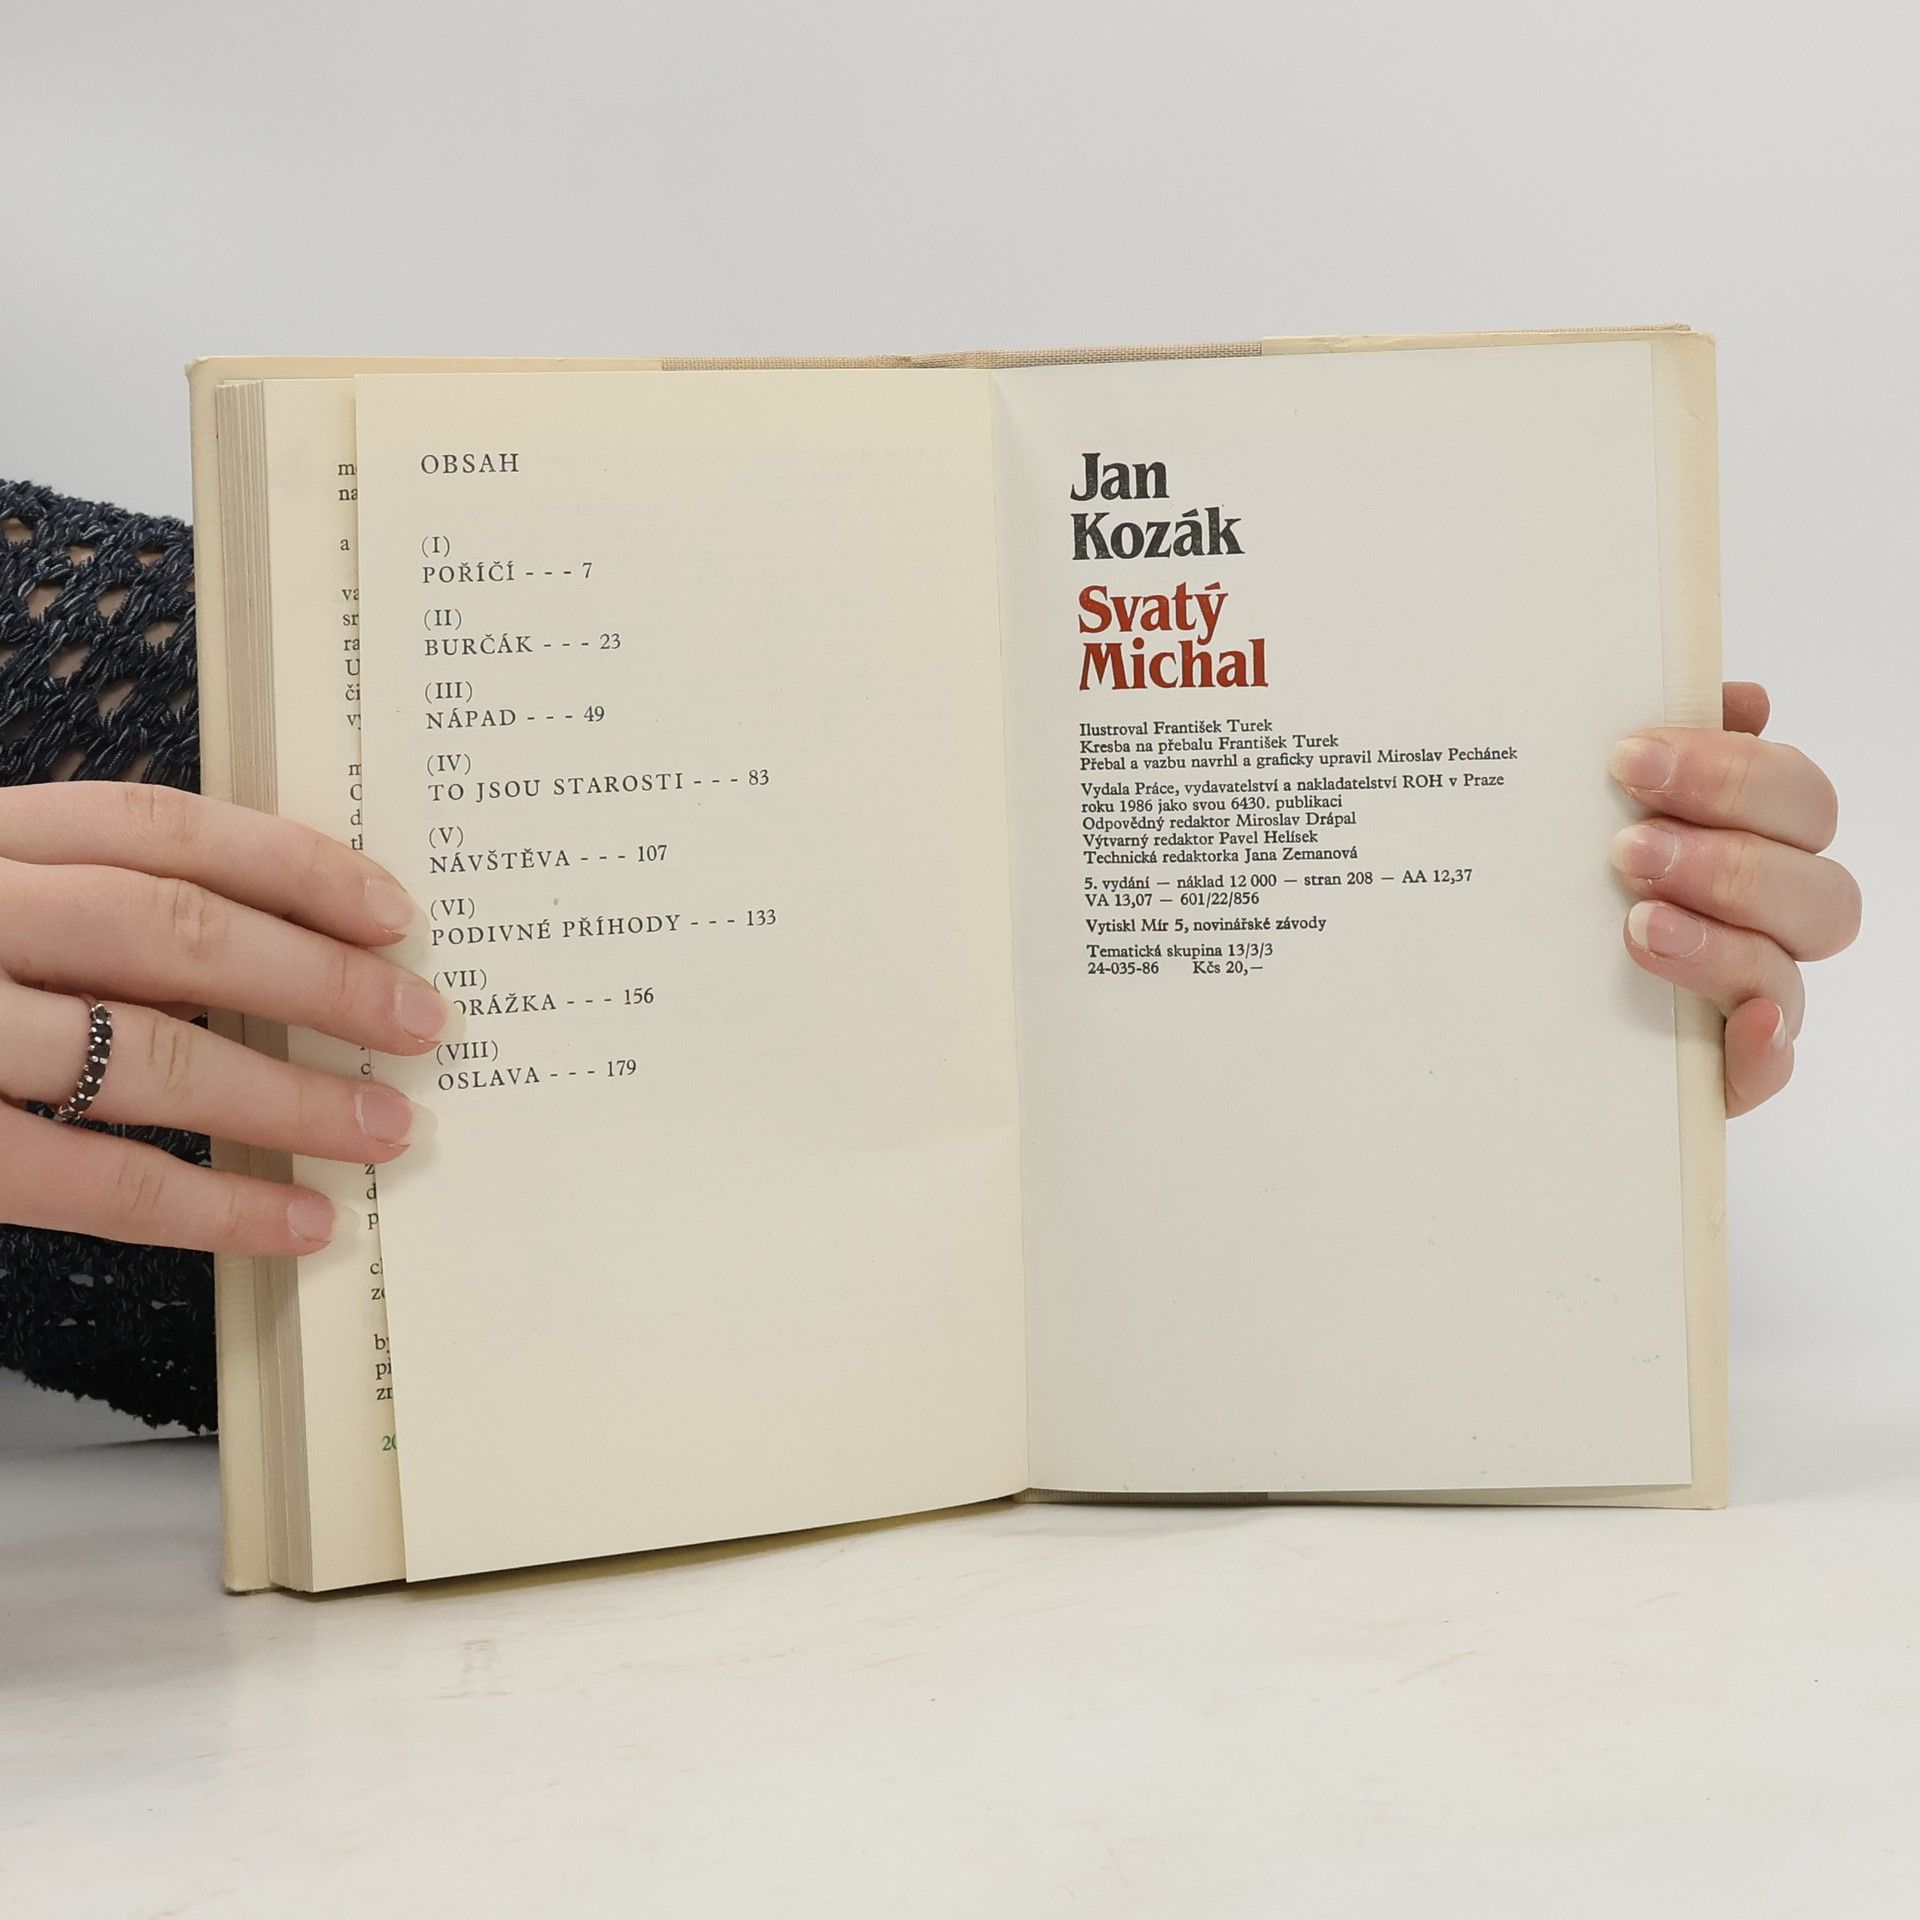 OBSAH
(I)
POŘÍČÍ - - - 7
(II)
BURČÁK - - - 23
(III)
NÁPAD - - - 49
(IV)
TO JSOU STAROSTI - - - 83
(V)
NÁVŠTĚVA - - - 107
(VI)
PODIVNÉ PŘÍHODY - - - 133
(VII)
ORÁŽKA - - - 156
(VIII)
OSLAVA - - - 179
Jan
Kozák
Svatý
Michal
Ilustroval František Turek
Kresba na přebalu František Turek
Přebal a vazbu navrhl a graficky upravil Miroslav Pechánek
Vydala Práce, vydavatelství a nakladatelství ROH v Praze
roku 1986 jako svou 6430. publikaci
Odpovědný redaktor Miroslav Drápal
Výtvarný redaktor Pavel Helísek
Technická redaktorka Jana Zemanová
5. vydání — náklad 12 000 — stran 208 — AA 12,37
VA 13,07 — 601/22/856
Vytiskl Mír 5, novinářské závody
Tematická skupina 13/3/3
24-035-86 Kčs 20,—